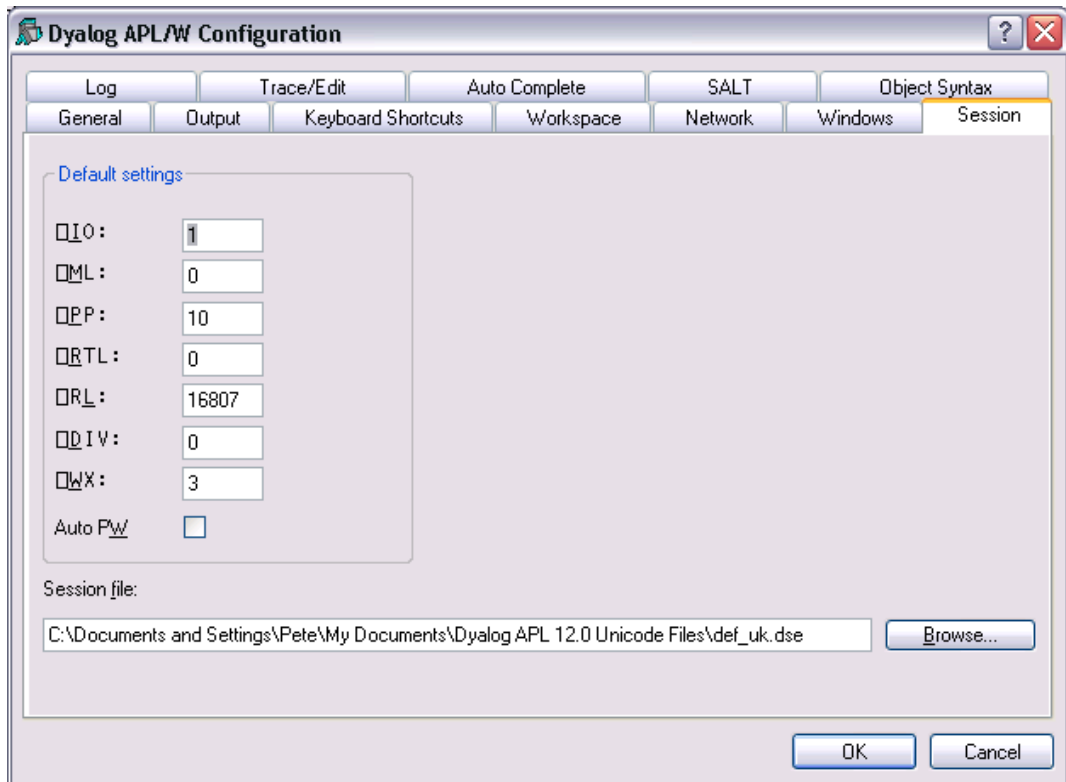 Dyalog APL/W Configuration
Log Trace/Edit Auto Complete SALT Object Syntax
General Output Keyboard Shortcuts Workspace Network Windows Session
Default settings
⎕IO: 1
⎕ML: 0
⎕PP: 10
⎕RTL: 0
⎕RL: 16807
⎕DIV: 0
⎕WX: 3
Auto PW
Session file:
C:\Documents and Settings\Pete\My Documents\Dyalog APL 12.0 Unicode Files\def_uk.dse Browse...
OK Cancel